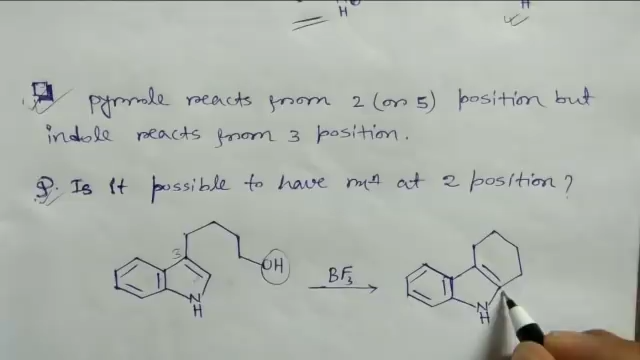 H
H
pyrrole reacts from 2 (or 5) position but
indole reacts from 3 position.
Q. Is it possible to have rxn at 2 position?
3
OH
BF3
N
H
N
H